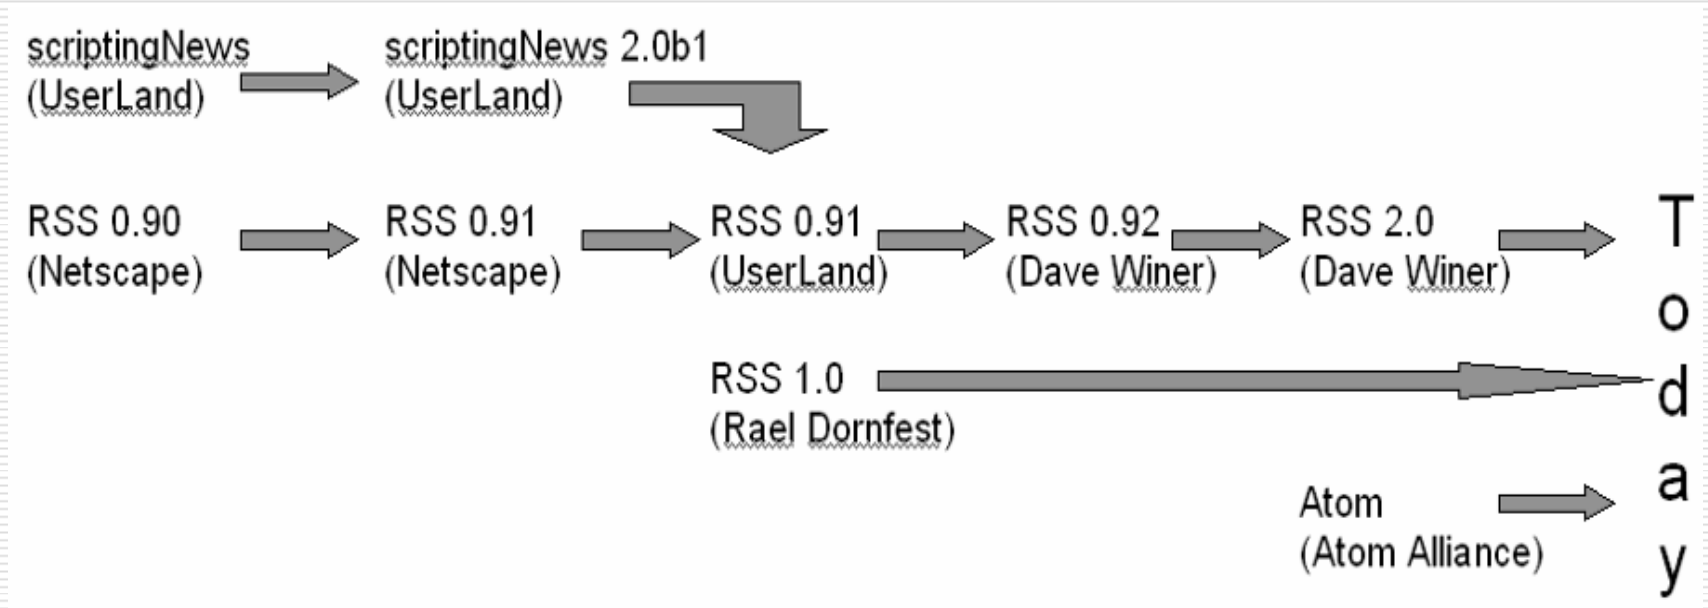 scriptingNews
(UserLand)
scriptingNews 2.0b1
(UserLand)
RSS 0.90
(Netscape)
RSS 0.91
(Netscape)
RSS 0.91
(UserLand)
RSS 0.92
(Dave Winer)
RSS 2.0
(Dave Winer)
RSS 1.0
(Rael Dornfest)
Atom
(Atom Alliance)
Today